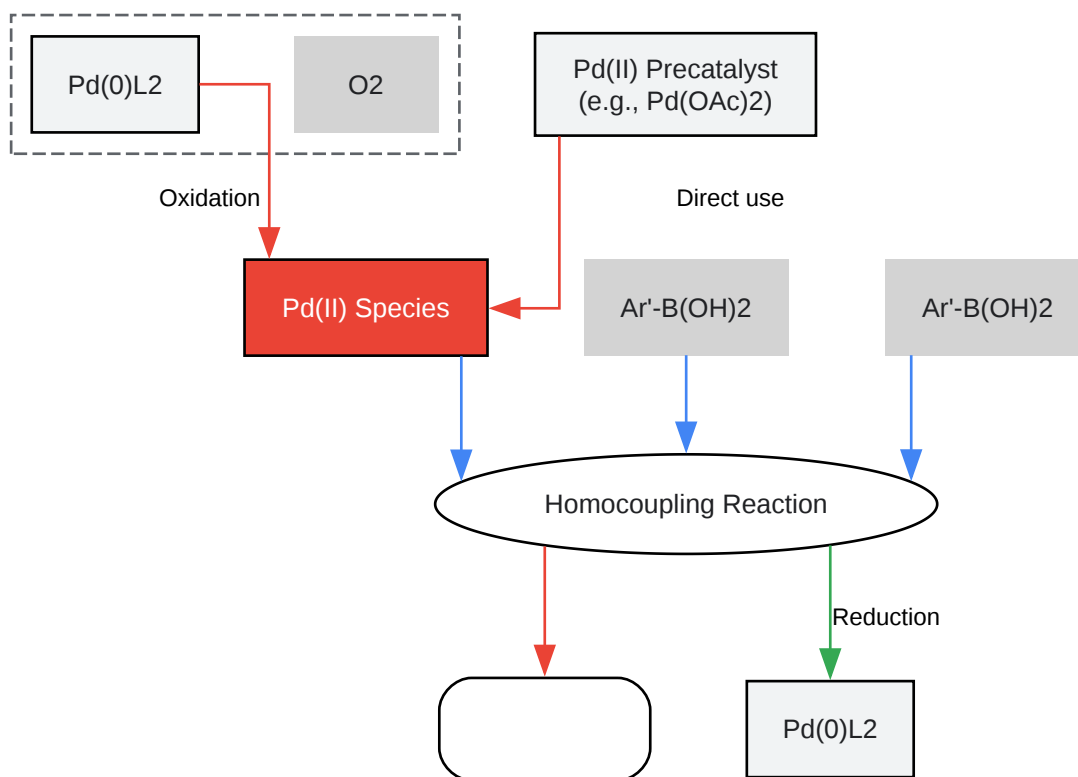 Pd(0)L2
O2
Pd(II) Precatalyst
(e.g., Pd(OAc)2)
Oxidation
Direct use
Pd(II) Species
Ar'-B(OH)2
Ar'-B(OH)2
Homocoupling Reaction
Reduction
Pd(0)L2